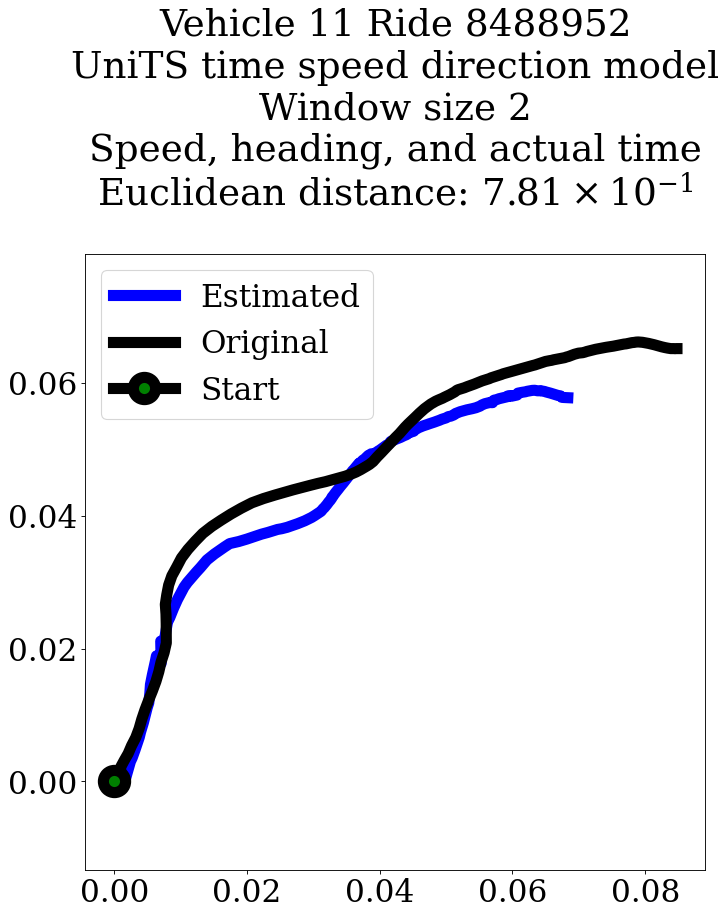 Vehicle 11 Ride 8488952
UniTS time speed direction model
Window size 2
Speed, heading, and actual time
Euclidean distance: 7.81 × 10⁻¹
Estimated
Original
Start
0.06
0.04
0.02
0.00
0.00 0.02 0.04 0.06 0.08